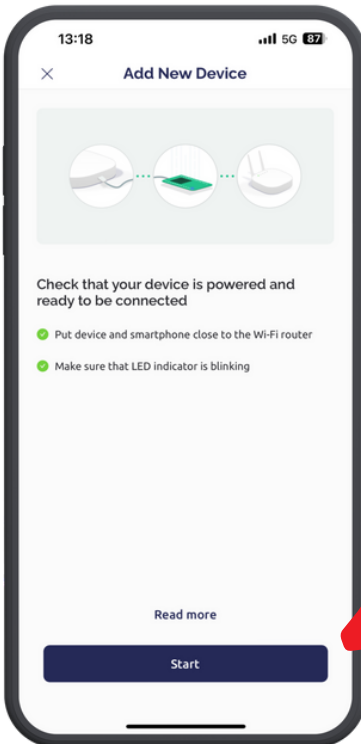 13:18
5G 87
Add New Device
Check that your device is powered and
ready to be connected
Put device and smartphone close to the Wi-Fi router
Make sure that LED indicator is blinking
Read more
Start